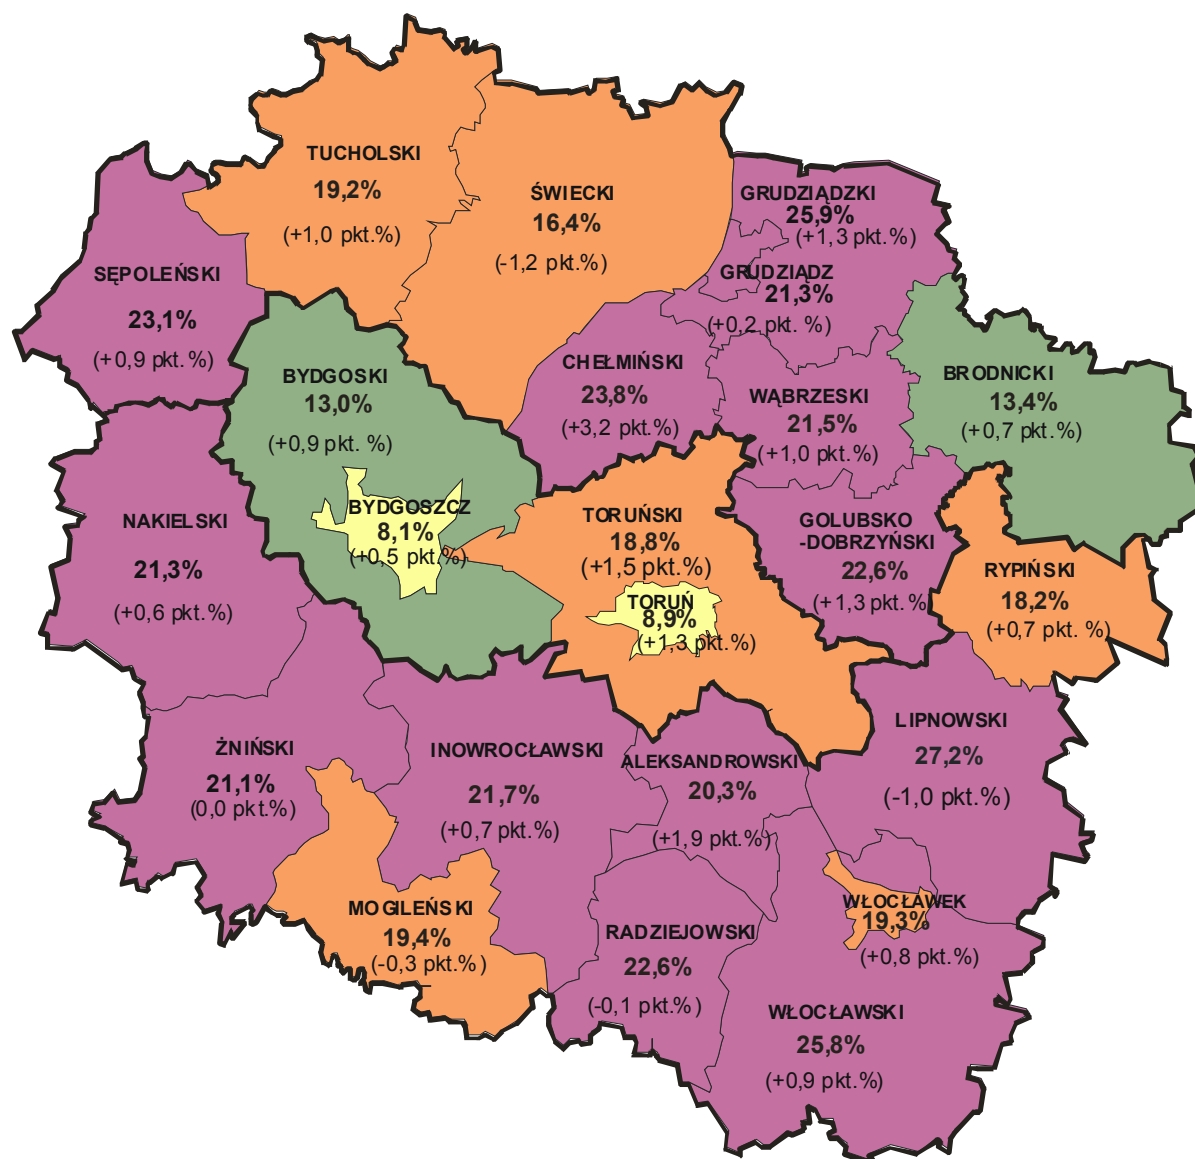 TUCHOLSKI
19,2%
(+1,0 pkt.%)
ŚWIECKI
16,4%
(-1,2 pkt.%)
GRUDZIĄDZKI
25,9%
(+1,3 pkt.%)
SĘPOLEŃSKI
23,1%
(+0,9 pkt.%)
GRUDZIĄDZ
21,3%
(+0,2 pkt. %)
BYDGOSKI
13,0%
(+0,9 pkt. %)
CHEŁMIŃSKI
23,8%
(+3,2 pkt.%)
WĄBRZESKI
21,5%
(+1,0 pkt.%)
BRODNICKI
13,4%
(+0,7 pkt.%)
NAKIELSKI
21,3%
(+0,6 pkt.%)
BYDGOSZCZ
8,1%
(+0,5 pkt.%)
TORUŃSKI
18,8%
(+1,5 pkt.%)
GOLUBSKO
-DOBRZYŃSKI
22,6%
(+1,3 pkt.%)
RYPIŃSKI
18,2%
(+0,7 pkt. %)
TORUŃ
8,9%
(+1,3 pkt.%)
ŻNIŃSKI
21,1%
(0,0 pkt.%)
INOWROCŁAWSKI
21,7%
(+0,7 pkt.%)
ALEKSANDROWSKI
20,3%
(+1,9 pkt.%)
LIPNOWSKI
27,2%
(-1,0 pkt.%)
MOGILEŃSKI
19,4%
(-0,3 pkt.%)
RADZIEJOWSKI
22,6%
(-0,1 pkt.%)
WŁOCŁAWEK
19,3%
(+0,8 pkt.%)
WŁOCŁAWSKI
25,8%
(+0,9 pkt.%)